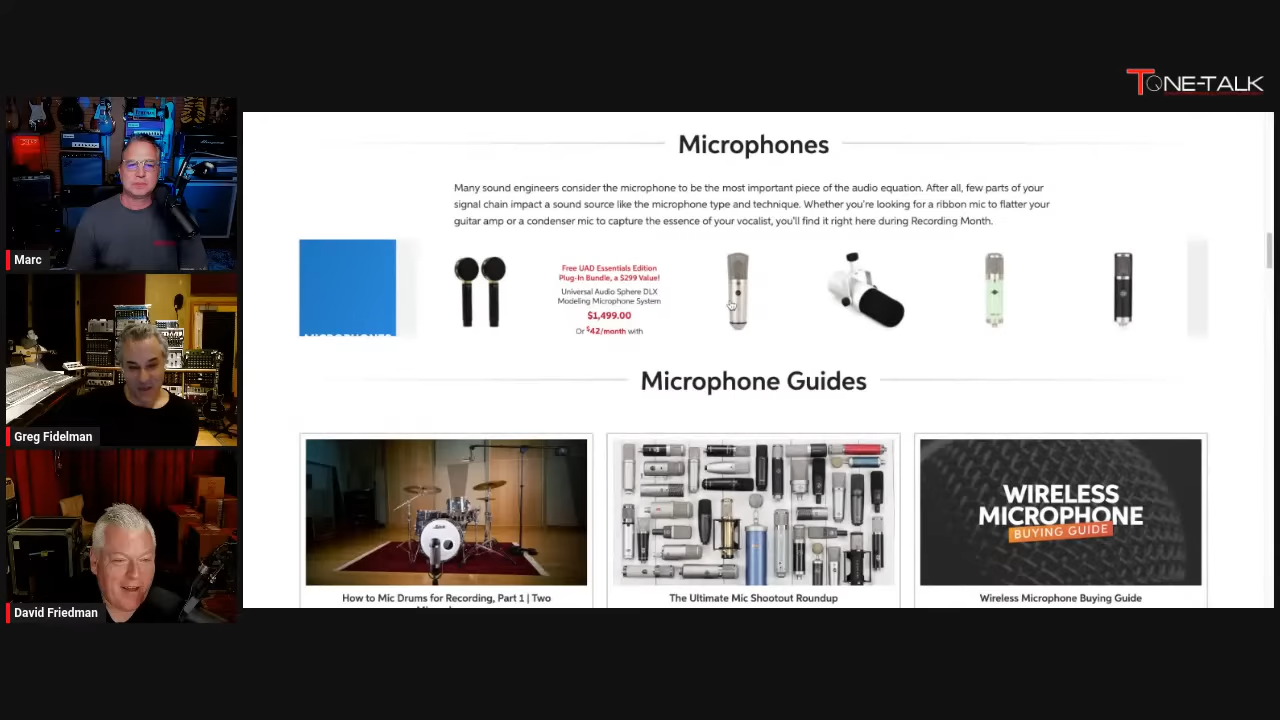 TONE-TALK
Marc
Greg Fidelman
David Friedman
Microphones
Many sound engineers consider the microphone to be the most important piece of the audio equation. After all, few parts of your
signal chain impact a sound source like the microphone type and technique. Whether you're looking for a ribbon mic to flatter your
guitar amp or a condenser mic to capture the essence of your vocalist, you'll find it right here during Recording Month.
Free UAD Essentials Edition
Plug-In Bundle, a $299 Value!
Universal Audio Sphere DLX
Modeling Microphone System
$1,499.00
Or $42/month with
Microphone Guides
WIRELESS
MICROPHONE
BUYING GUIDE
How to Mic Drums for Recording, Part 1 | Two
The Ultimate Mic Shootout Roundup
Wireless Microphone Buying Guide